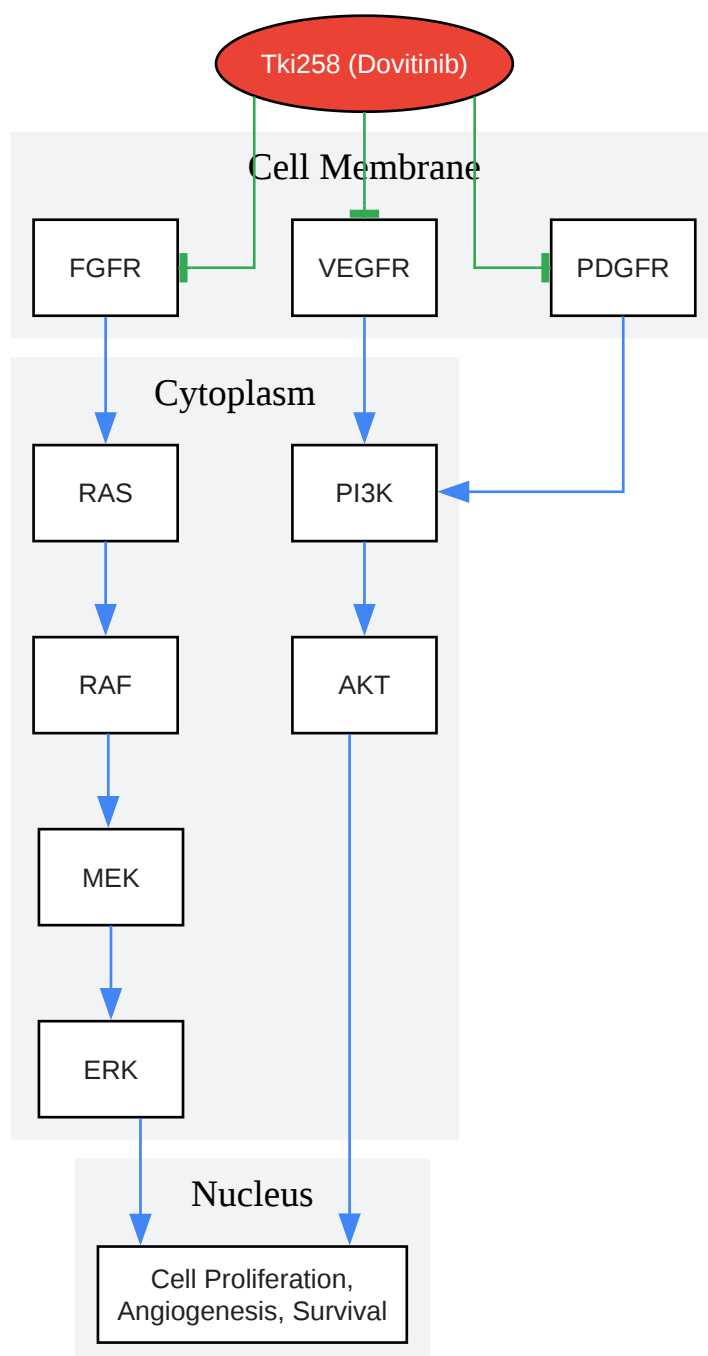 Tki258 (Dovitinib)
Cell Membrane
FGFR
VEGFR
PDGFR
Cytoplasm
RAS
PI3K
RAF
AKT
MEK
ERK
Nucleus
Cell Proliferation,
Angiogenesis, Survival